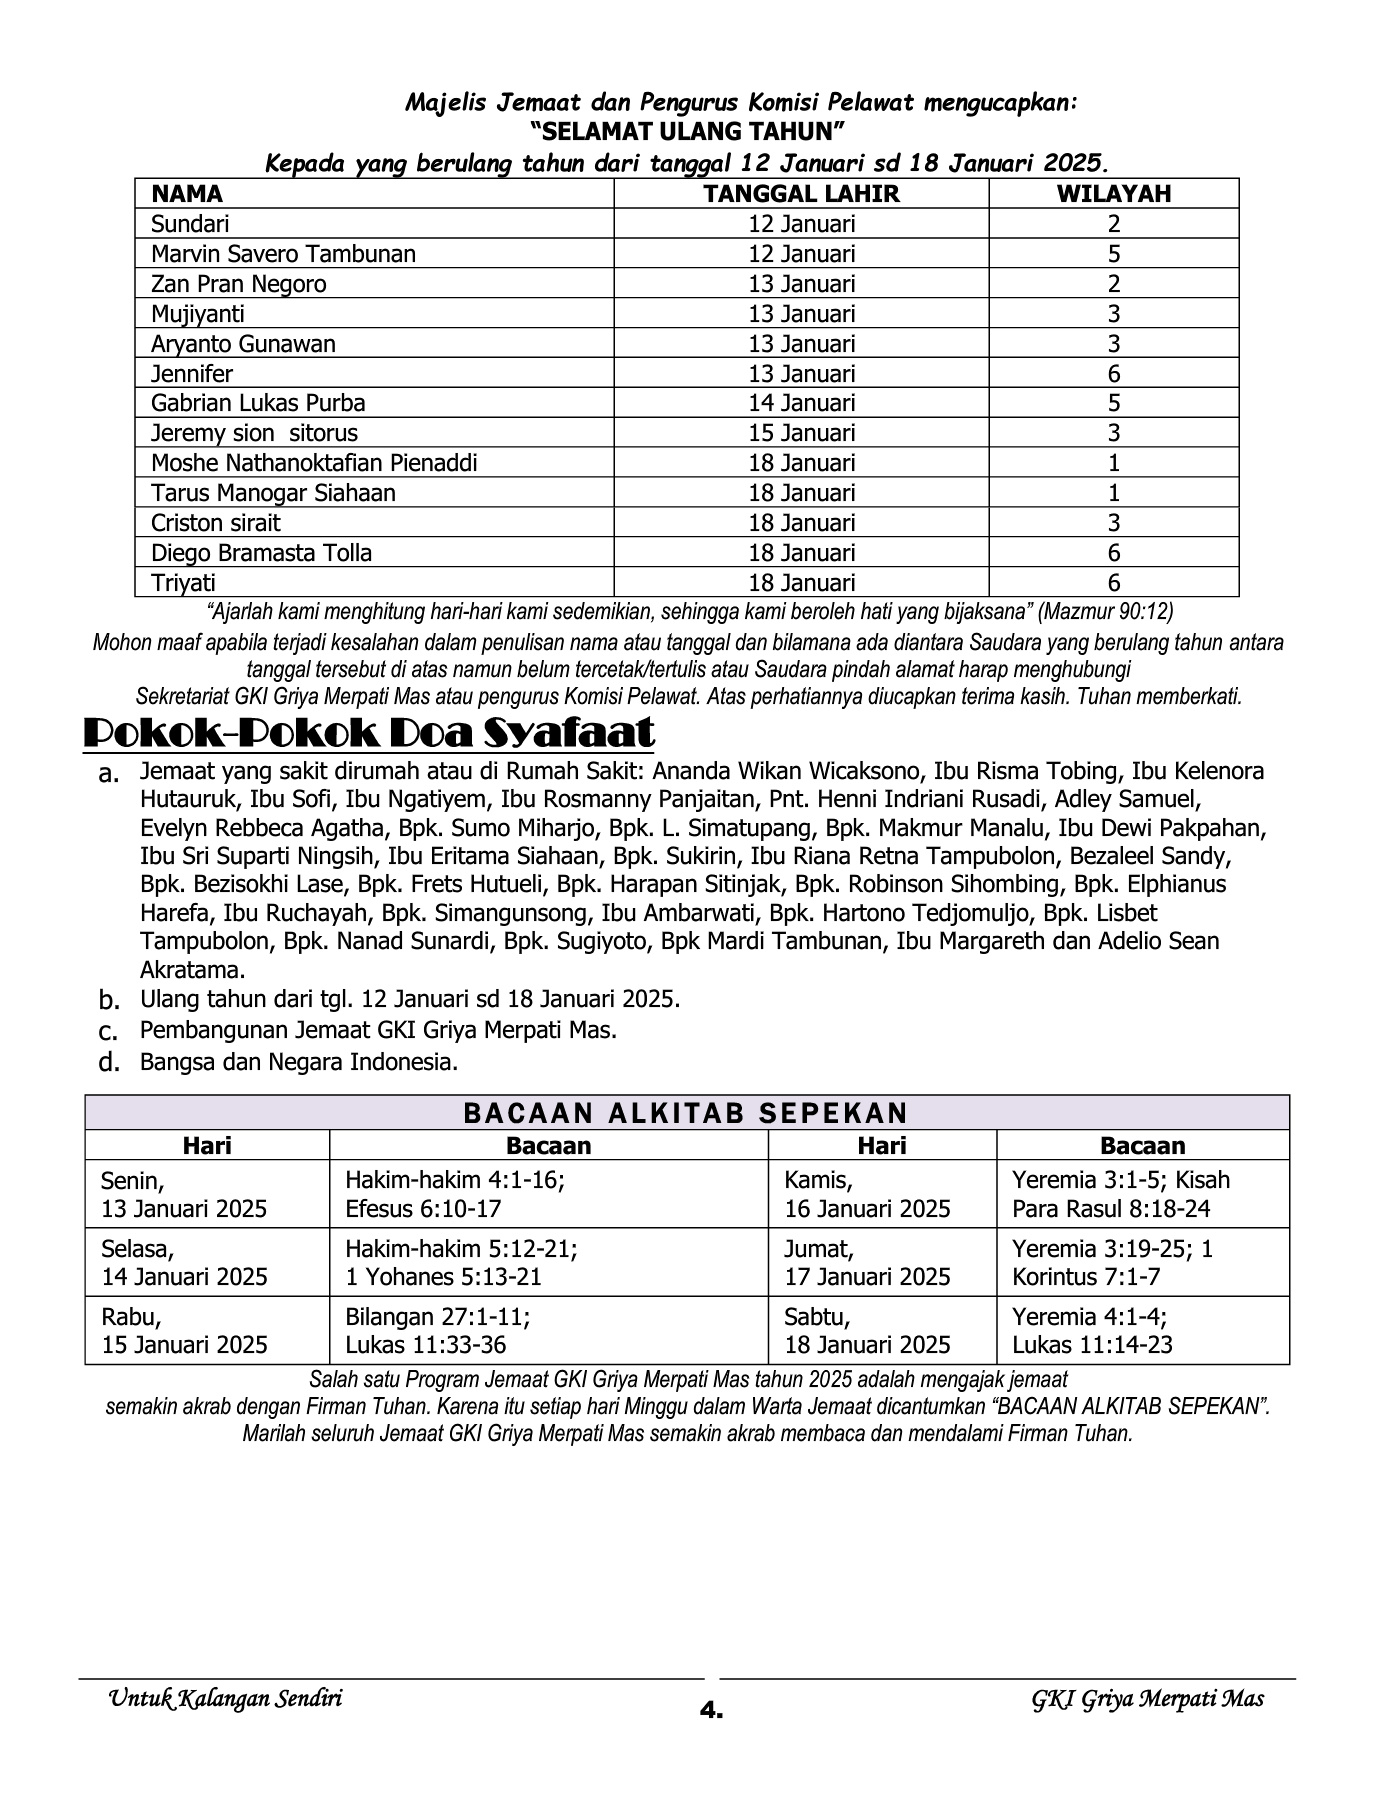 Majelis Jemaat dan Pengurus Komisi Pelawat mengucapkan:
“SELAMAT ULANG TAHUN”
Kepada yang berulang tahun dari tanggal 12 Januari sd 18 Januari 2025.
NAMA TANGGAL LAHIR WILAYAH
Sundari 12 Januari 2
Marvin Savero Tambunan 12 Januari 5
Zan Pran Negoro 13 Januari 2
Mujiyanti 13 Januari 3
Aryanto Gunawan 13 Januari 3
Jennifer 13 Januari 6
Gabrian Lukas Purba 14 Januari 5
Jeremy sion  sitorus 15 Januari 3
Moshe Nathanoktafian Pienaddi 18 Januari 1
Tarus Manogar Siahaan 18 Januari 1
Criston sirait 18 Januari 3
Diego Bramasta Tolla 18 Januari 6
Triyati 18 Januari 6
“Ajarlah kami menghitung hari-hari kami sedemikian, sehingga kami beroleh hati yang bijaksana” (Mazmur 90:12)
Mohon maaf apabila terjadi kesalahan dalam penulisan nama atau tanggal dan bilamana ada diantara Saudara yang berulang tahun antara
tanggal tersebut di atas namun belum tercetak/tertulis atau Saudara pindah alamat harap menghubungi
Sekretariat GKI Griya Merpati Mas atau pengurus Komisi Pelawat. Atas perhatiannya diucapkan terima kasih. Tuhan memberkati.
Pokok-Pokok Doa Syafaat
a. Jemaat yang sakit dirumah atau di Rumah Sakit: Ananda Wikan Wicaksono, Ibu Risma Tobing, Ibu Kelenora
Hutauruk, Ibu Sofi, Ibu Ngatiyem, Ibu Rosmanny Panjaitan, Pnt. Henni Indriani Rusadi, Adley Samuel,
Evelyn Rebbeca Agatha, Bpk. Sumo Miharjo, Bpk. L. Simatupang, Bpk. Makmur Manalu, Ibu Dewi Pakpahan,
Ibu Sri Suparti Ningsih, Ibu Eritama Siahaan, Bpk. Sukirin, Ibu Riana Retna Tampubolon, Bezaleel Sandy,
Bpk. Bezisokhi Lase, Bpk. Frets Hutueli, Bpk. Harapan Sitinjak, Bpk. Robinson Sihombing, Bpk. Elphianus
Harefa, Ibu Ruchayah, Bpk. Simangunsong, Ibu Ambarwati, Bpk. Hartono Tedjomuljo, Bpk. Lisbet
Tampubolon, Bpk. Nanad Sunardi, Bpk. Sugiyoto, Bpk Mardi Tambunan, Ibu Margareth dan Adelio Sean
Akratama.
b. Ulang tahun dari tgl. 12 Januari sd 18 Januari 2025.
c. Pembangunan Jemaat GKI Griya Merpati Mas.
d. Bangsa dan Negara Indonesia.
BACAAN ALKITAB SEPEKAN
Hari Bacaan Hari Bacaan
Senin, Hakim-hakim 4:1-16; Kamis, Yeremia 3:1-5; Kisah
13 Januari 2025 Efesus 6:10-17 16 Januari 2025 Para Rasul 8:18-24
Selasa, Hakim-hakim 5:12-21; Jumat, Yeremia 3:19-25; 1
14 Januari 2025 1 Yohanes 5:13-21 17 Januari 2025 Korintus 7:1-7
Rabu, Bilangan 27:1-11; Sabtu, Yeremia 4:1-4;
15 Januari 2025 Lukas 11:33-36 18 Januari 2025 Lukas 11:14-23
Salah satu Program Jemaat GKI Griya Merpati Mas tahun 2025 adalah mengajak jemaat
semakin akrab dengan Firman Tuhan. Karena itu setiap hari Minggu dalam Warta Jemaat dicantumkan “BACAAN ALKITAB SEPEKAN”.
Marilah seluruh Jemaat GKI Griya Merpati Mas semakin akrab membaca dan mendalami Firman Tuhan.
Untuk Kalangan Sendiri 4. GKI Griya Merpati Mas